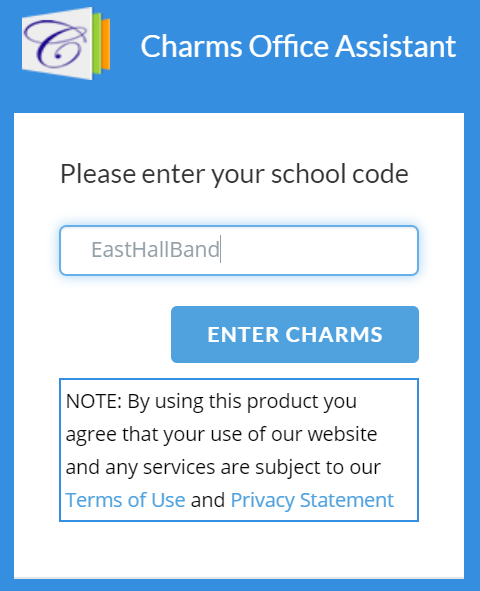 Charms Office Assistant
Please enter your school code
EastHallBand
ENTER CHARMS
NOTE: By using this product you
agree that your use of our website
and any services are subject to our
Terms of Use and Privacy Statement